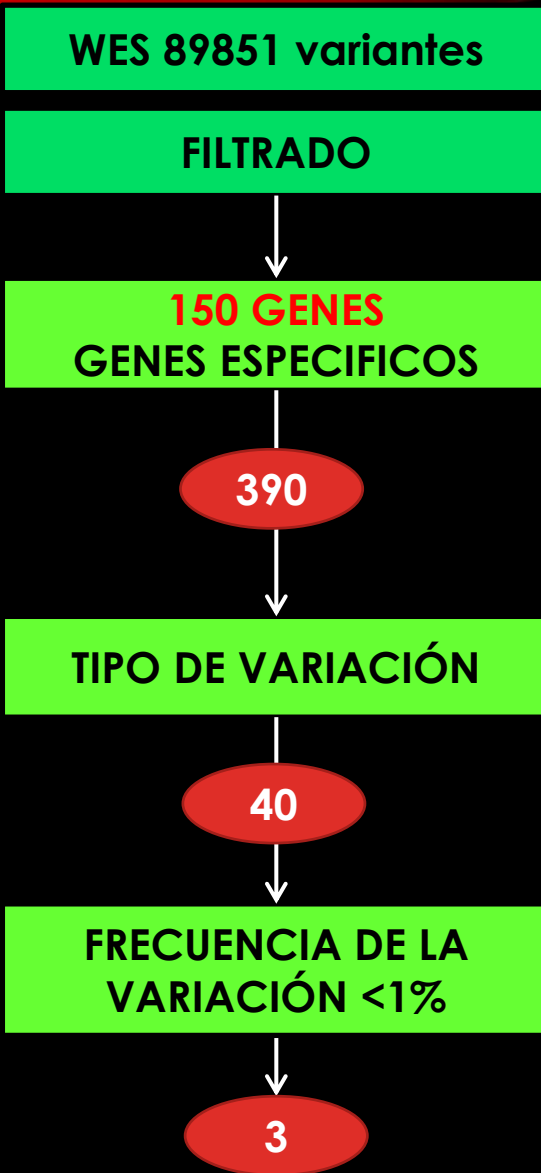 WES 89851 variantes
FILTRADO
150 GENES
GENES ESPECIFICOS
390
TIPO DE VARIACIÓN
40
FRECUENCIA DE LA
VARIACIÓN <1%
3